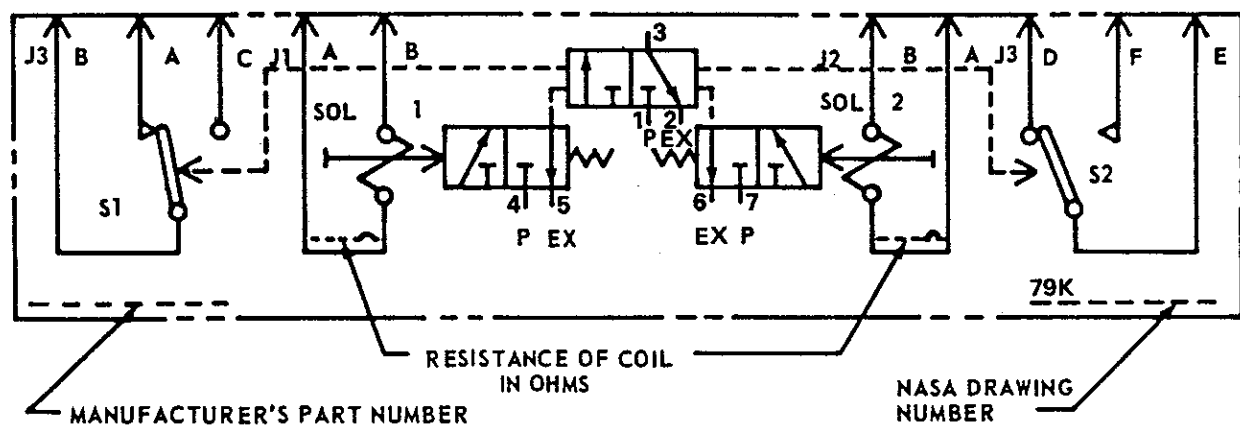 3
J3 B A C J1 A B J2 B A J3 D F E
SOL 1 SOL 2
1 2
P EX
S1 S2
4 5 6 7
P EX EX P
79K
RESISTANCE OF COIL
IN OHMS
MANUFACTURER'S PART NUMBER
NASA DRAWING
NUMBER